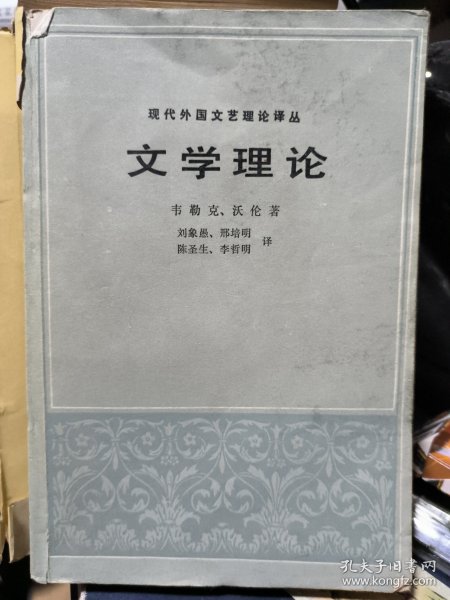 现代外国文艺理论译丛
文学理论
韦勒克、沃伦著
刘象愚、邢培明
陈圣生、李哲明 译
孔夫子旧书网
www.kongfz.com